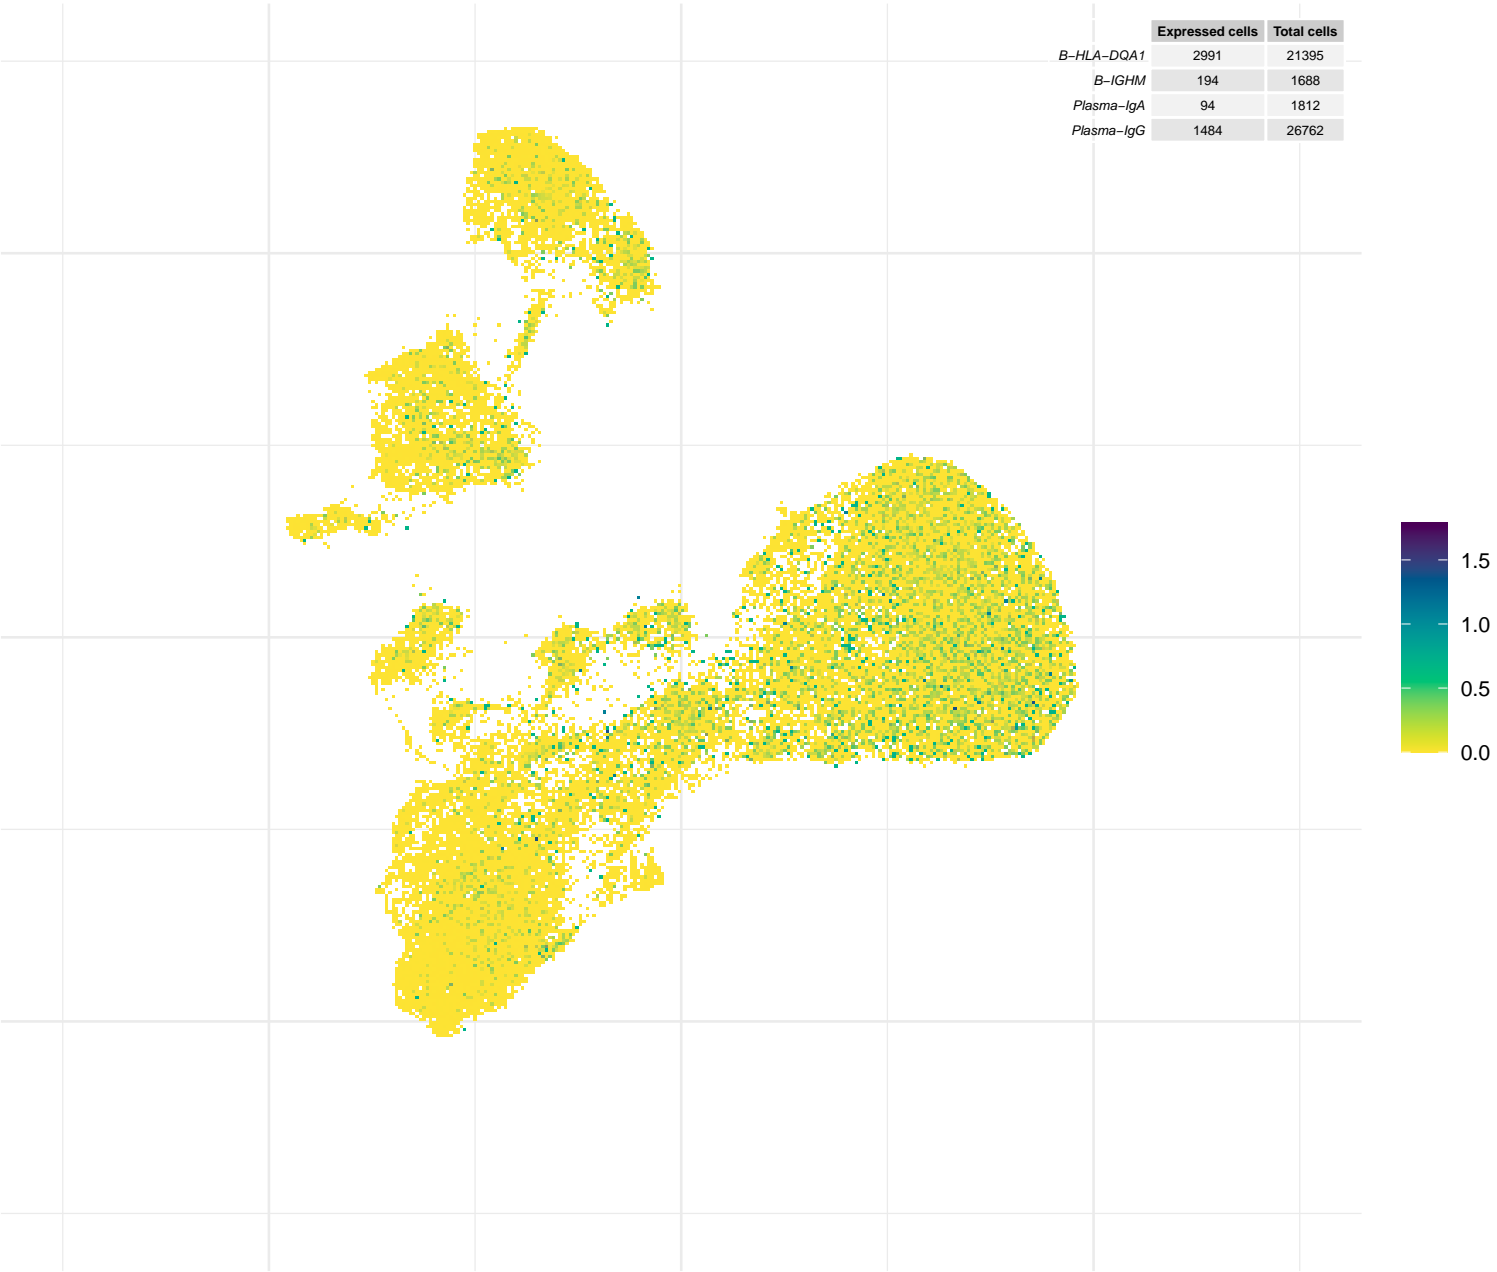 Expressed cells Total cells
B−HLA−DQA1 2991 21395
B−IGHM 194 1688
Plasma−IgA 94 1812
Plasma−IgG 1484 26762
1.5
1.0
0.5
0.0